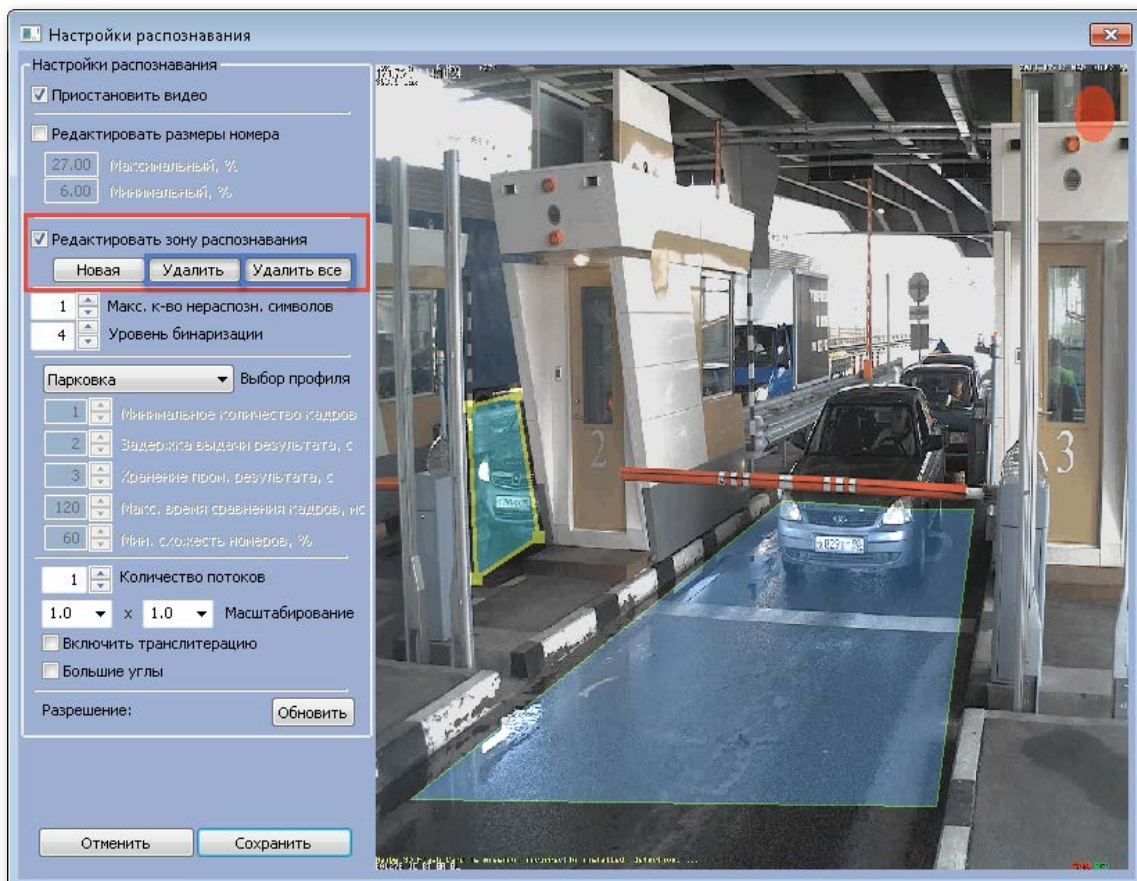 Настройки распознавания
Настройки распознавания
Приостановить видео
Редактировать размеры номера
27.00 Максимальный, %
6.00 Минимальный, %
Редактировать зону распознавания
Новая Удалить Удалить все
1 Макс. к-во нераспозн. символов
4 Уровень бинаризации
Парковка Выбор профиля
1 Минимальное количество кадров
2 Задержка выдачи результата, с
3 Хранение пром. результата, с
120 Макс. время сравнения кадров, мс
60 Мин. схожесть номеров, %
1 Количество потоков
1.0 x 1.0 Масштабирование
Включить транслитерацию
Большие углы
Разрешение: Обновить
Отменить Сохранить
2
3